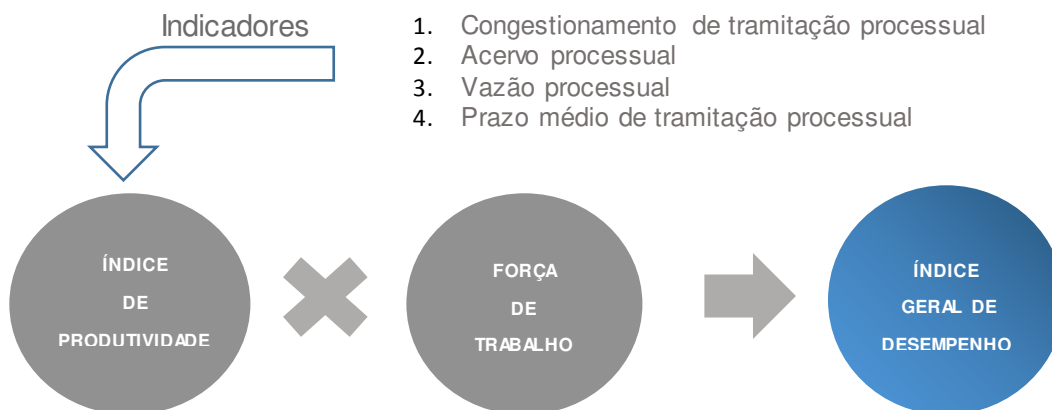 Indicadores
1. Congestionamento de tramitação processual
2. Acervo processual
3. Vazão processual
4. Prazo médio de tramitação processual
ÍNDICE
DE
PRODUTIVIDADE
FORÇA
DE
TRABALHO
ÍNDICE
GERAL DE
DESEMPENHO